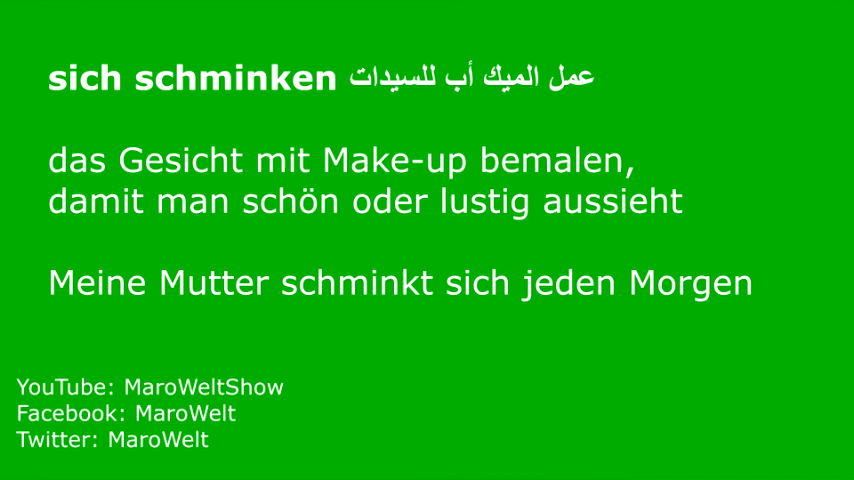 sich schminken عمل الميك أب للسيدات
das Gesicht mit Make-up bemalen,
damit man schön oder lustig aussieht
Meine Mutter schminkt sich jeden Morgen
YouTube: MaroWeltShow
Facebook: MaroWelt
Twitter: MaroWelt